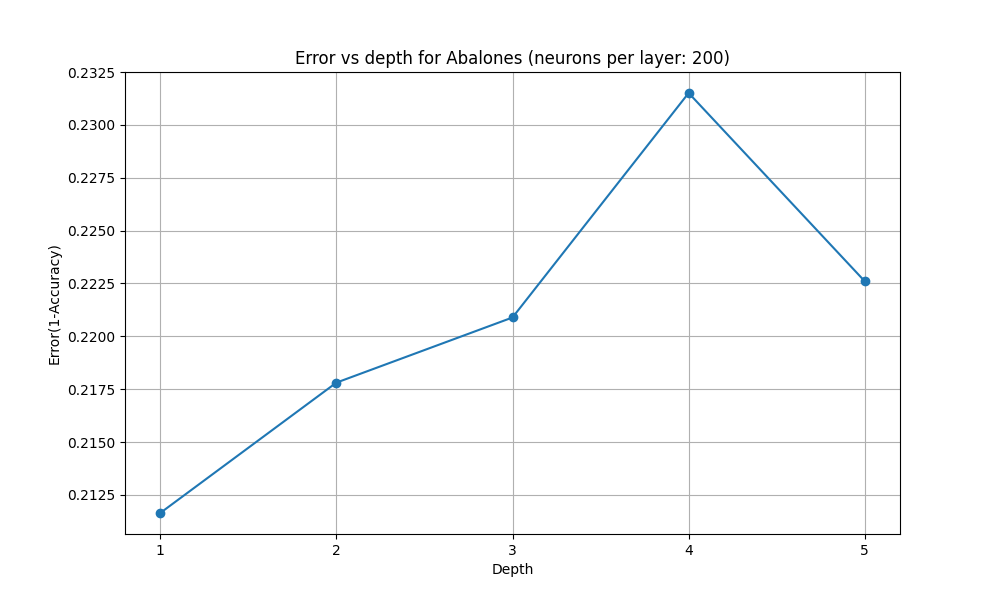 Error vs depth for Abalones (neurons per layer: 200)
0.2325
0.2300
0.2275
0.2250
0.2225
0.2200
0.2175
0.2150
0.2125
Error(1-Accuracy)
1 2 3 4 5
Depth